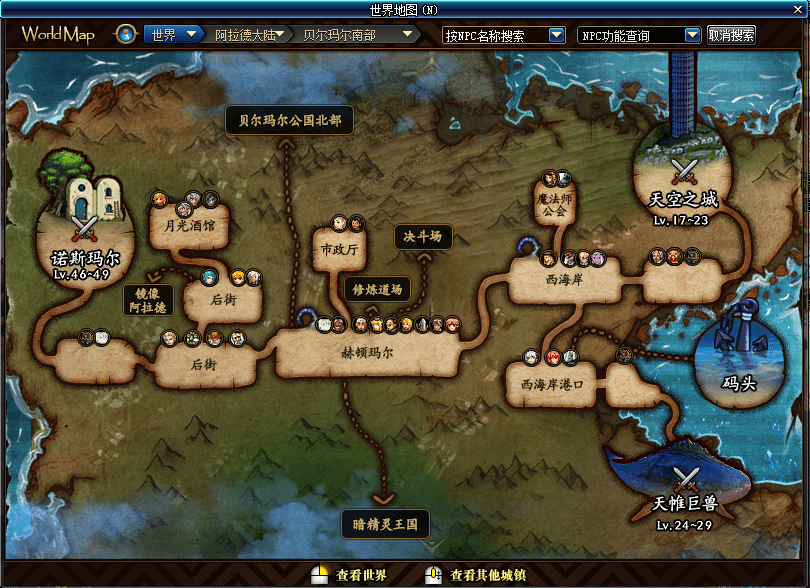 世界地图 (N)
WorldMap
世界
阿拉德大陆
贝尔玛尔南部
按NPC名称搜索
NPC功能查询
取消搜索
贝尔玛尔公国北部
天空之城
Lv.17~23
魔法师
公会
月光酒馆
市政厅
决斗场
诺斯玛尔
Lv.46~49
西海岸
镜像
阿拉德
后街
修炼道场
赫顿玛尔
后街
西海岸港口
码头
天帷巨兽
Lv.24~29
暗精灵王国
查看世界
查看其他城镇